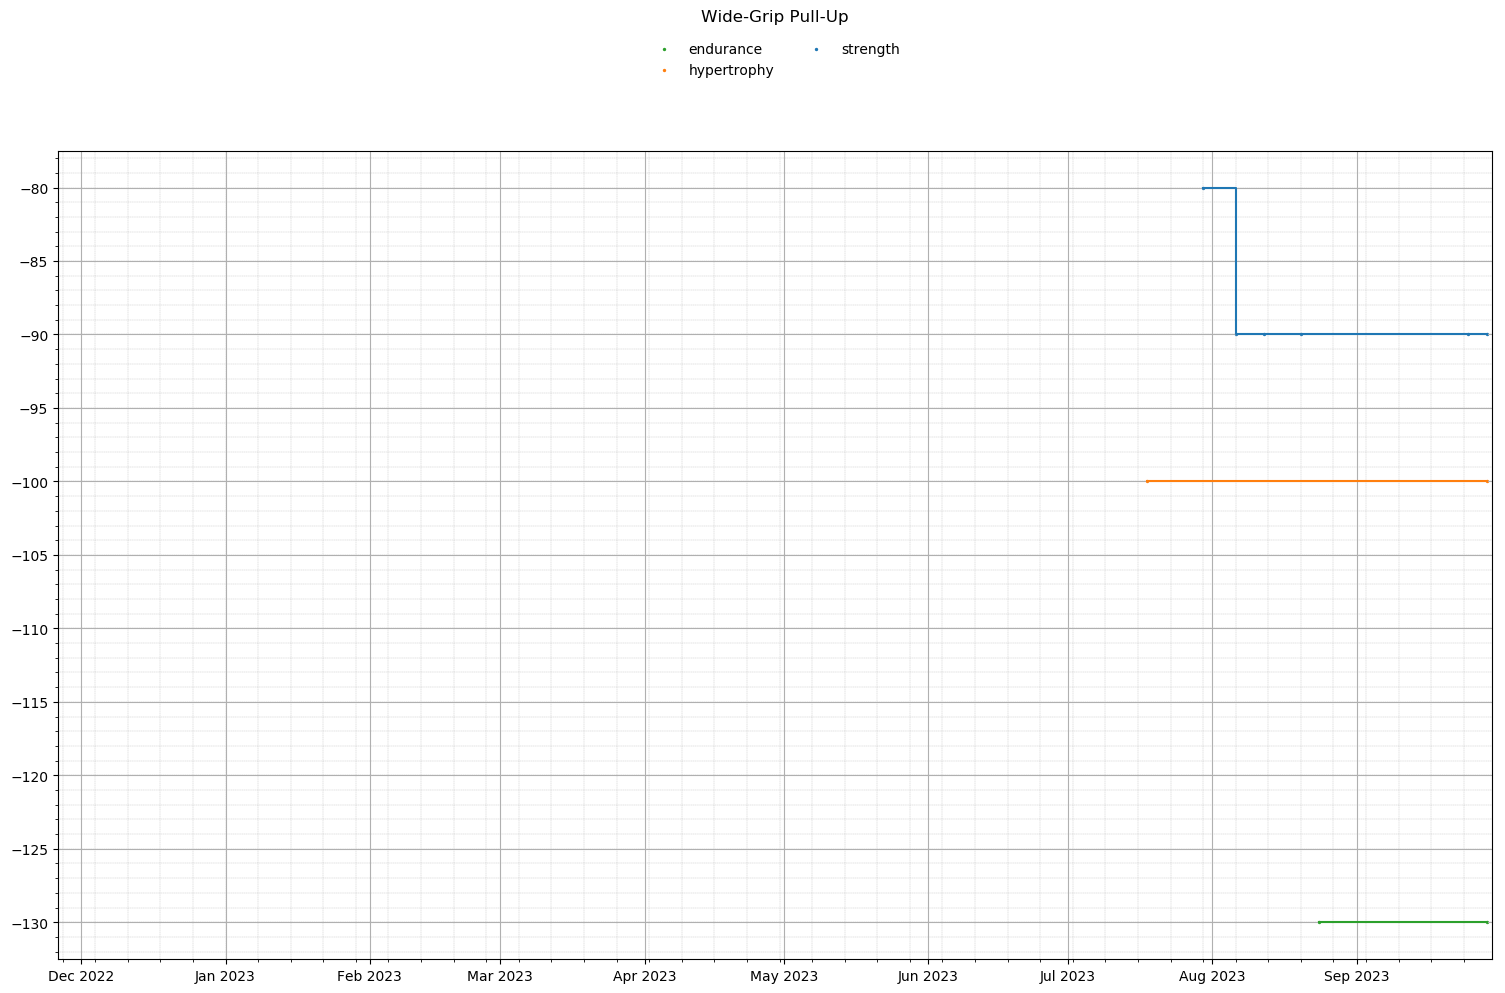 Wide-Grip Pull-Up
endurance strength
hypertrophy
−80
−85
−90
−95
−100
−105
−110
−115
−120
−125
−130
Dec 2022 Jan 2023 Feb 2023 Mar 2023 Apr 2023 May 2023 Jun 2023 Jul 2023 Aug 2023 Sep 2023